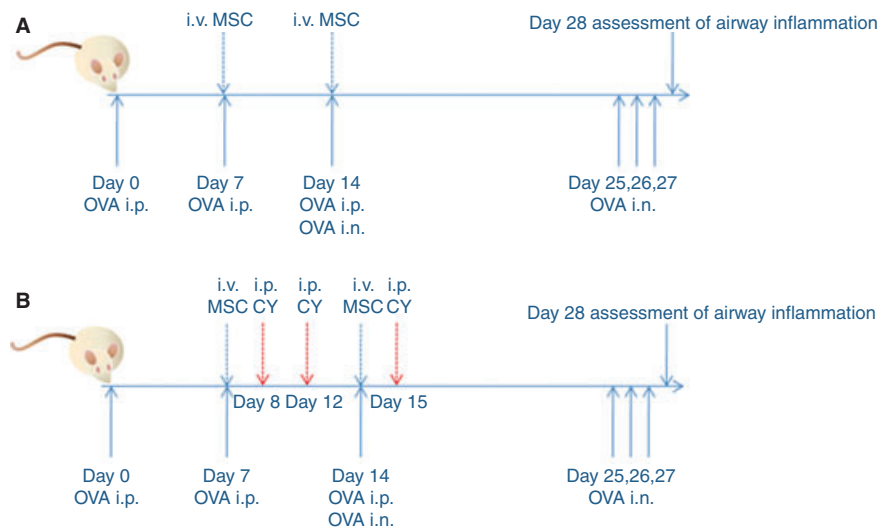 A
i.v. MSC
i.v. MSC
Day 28 assessment of airway inflammation
Day 0
OVA i.p.
Day 7
OVA i.p.
Day 14
OVA i.p.
OVA i.n.
Day 25,26,27
OVA i.n.
B
i.v.
MSC
i.p.
CY
i.p.
CY
i.v.
MSC
i.p.
CY
Day 28 assessment of airway inflammation
Day 8
Day 12
Day 15
Day 0
OVA i.p.
Day 7
OVA i.p.
Day 14
OVA i.p.
OVA i.n.
Day 25,26,27
OVA i.n.